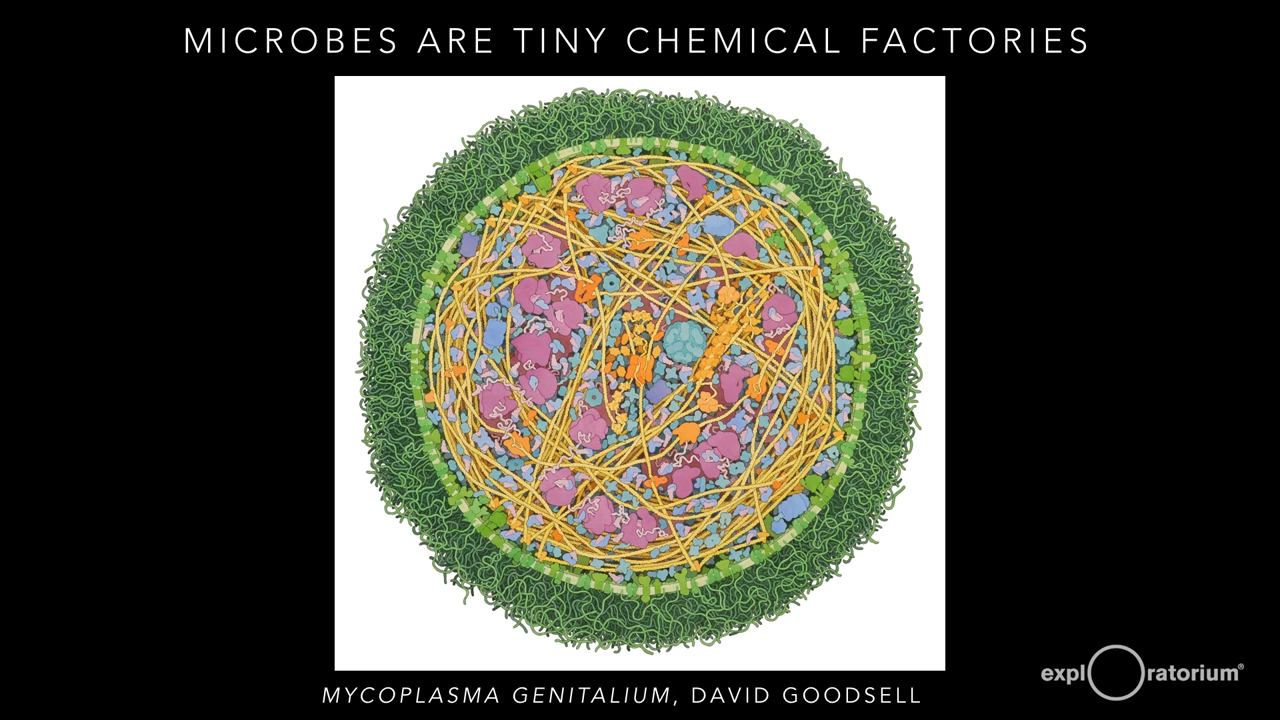 MICROBES ARE TINY CHEMICAL FACTORIES
MYCOPLASMA GENITALIUM, DAVID GOODSELL
explOratorium®